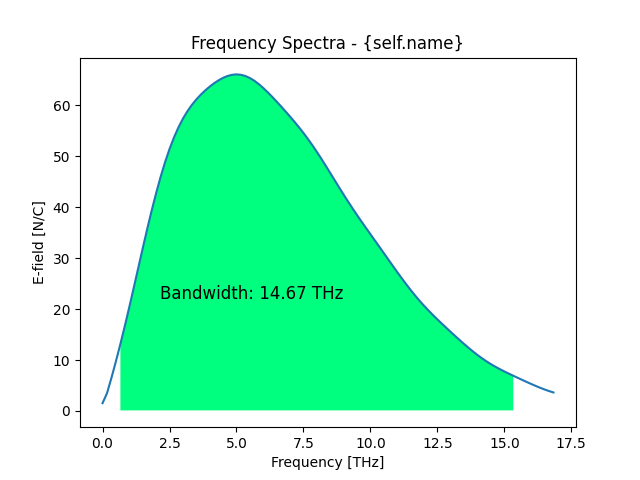 Frequency Spectra - {self.name}
60
50
40
30
20
10
0
E-field [N/C]
Bandwidth: 14.67 THz
0.0 2.5 5.0 7.5 10.0 12.5 15.0 17.5
Frequency [THz]